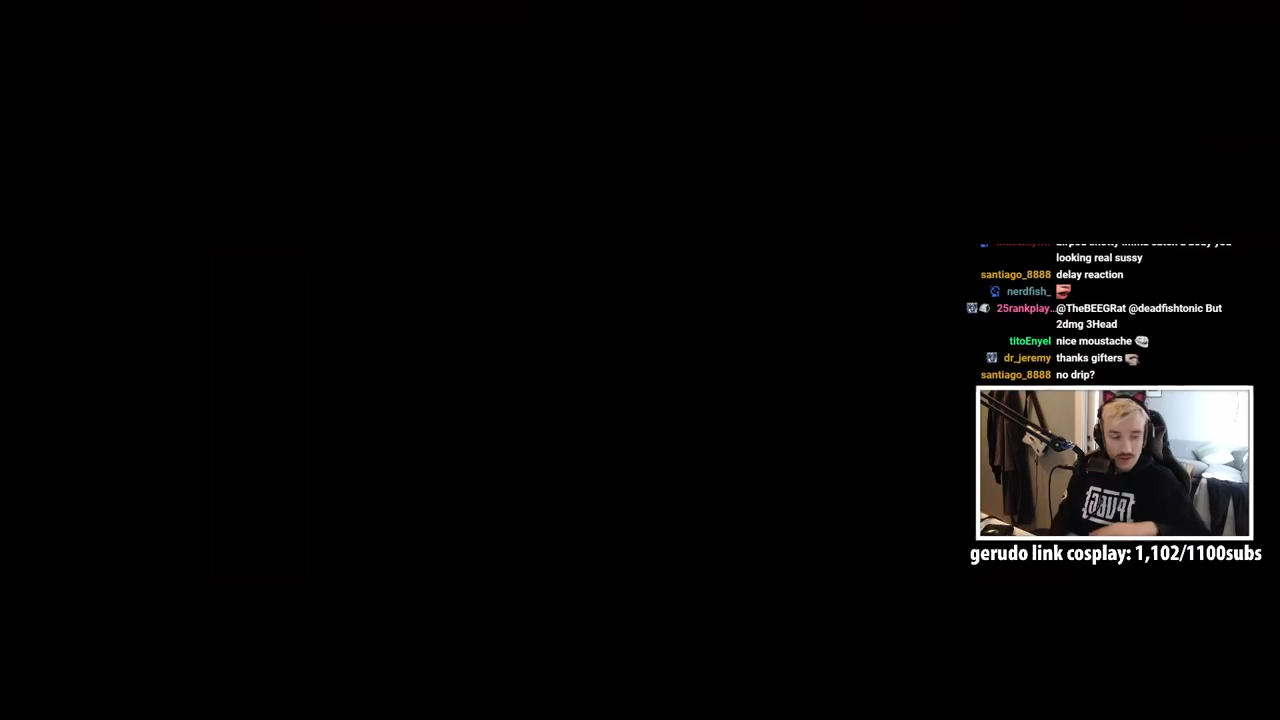 looking real sussy
santiago_8888 delay reaction
nerdfish_
25rankplay… @TheBEEGRat @deadfishtonic But
2dmg 3Head
titoEnyel nice moustache
dr_jeremy thanks gifters
santiago_8888 no drip?
gerudo link cosplay: 1,102/1100subs